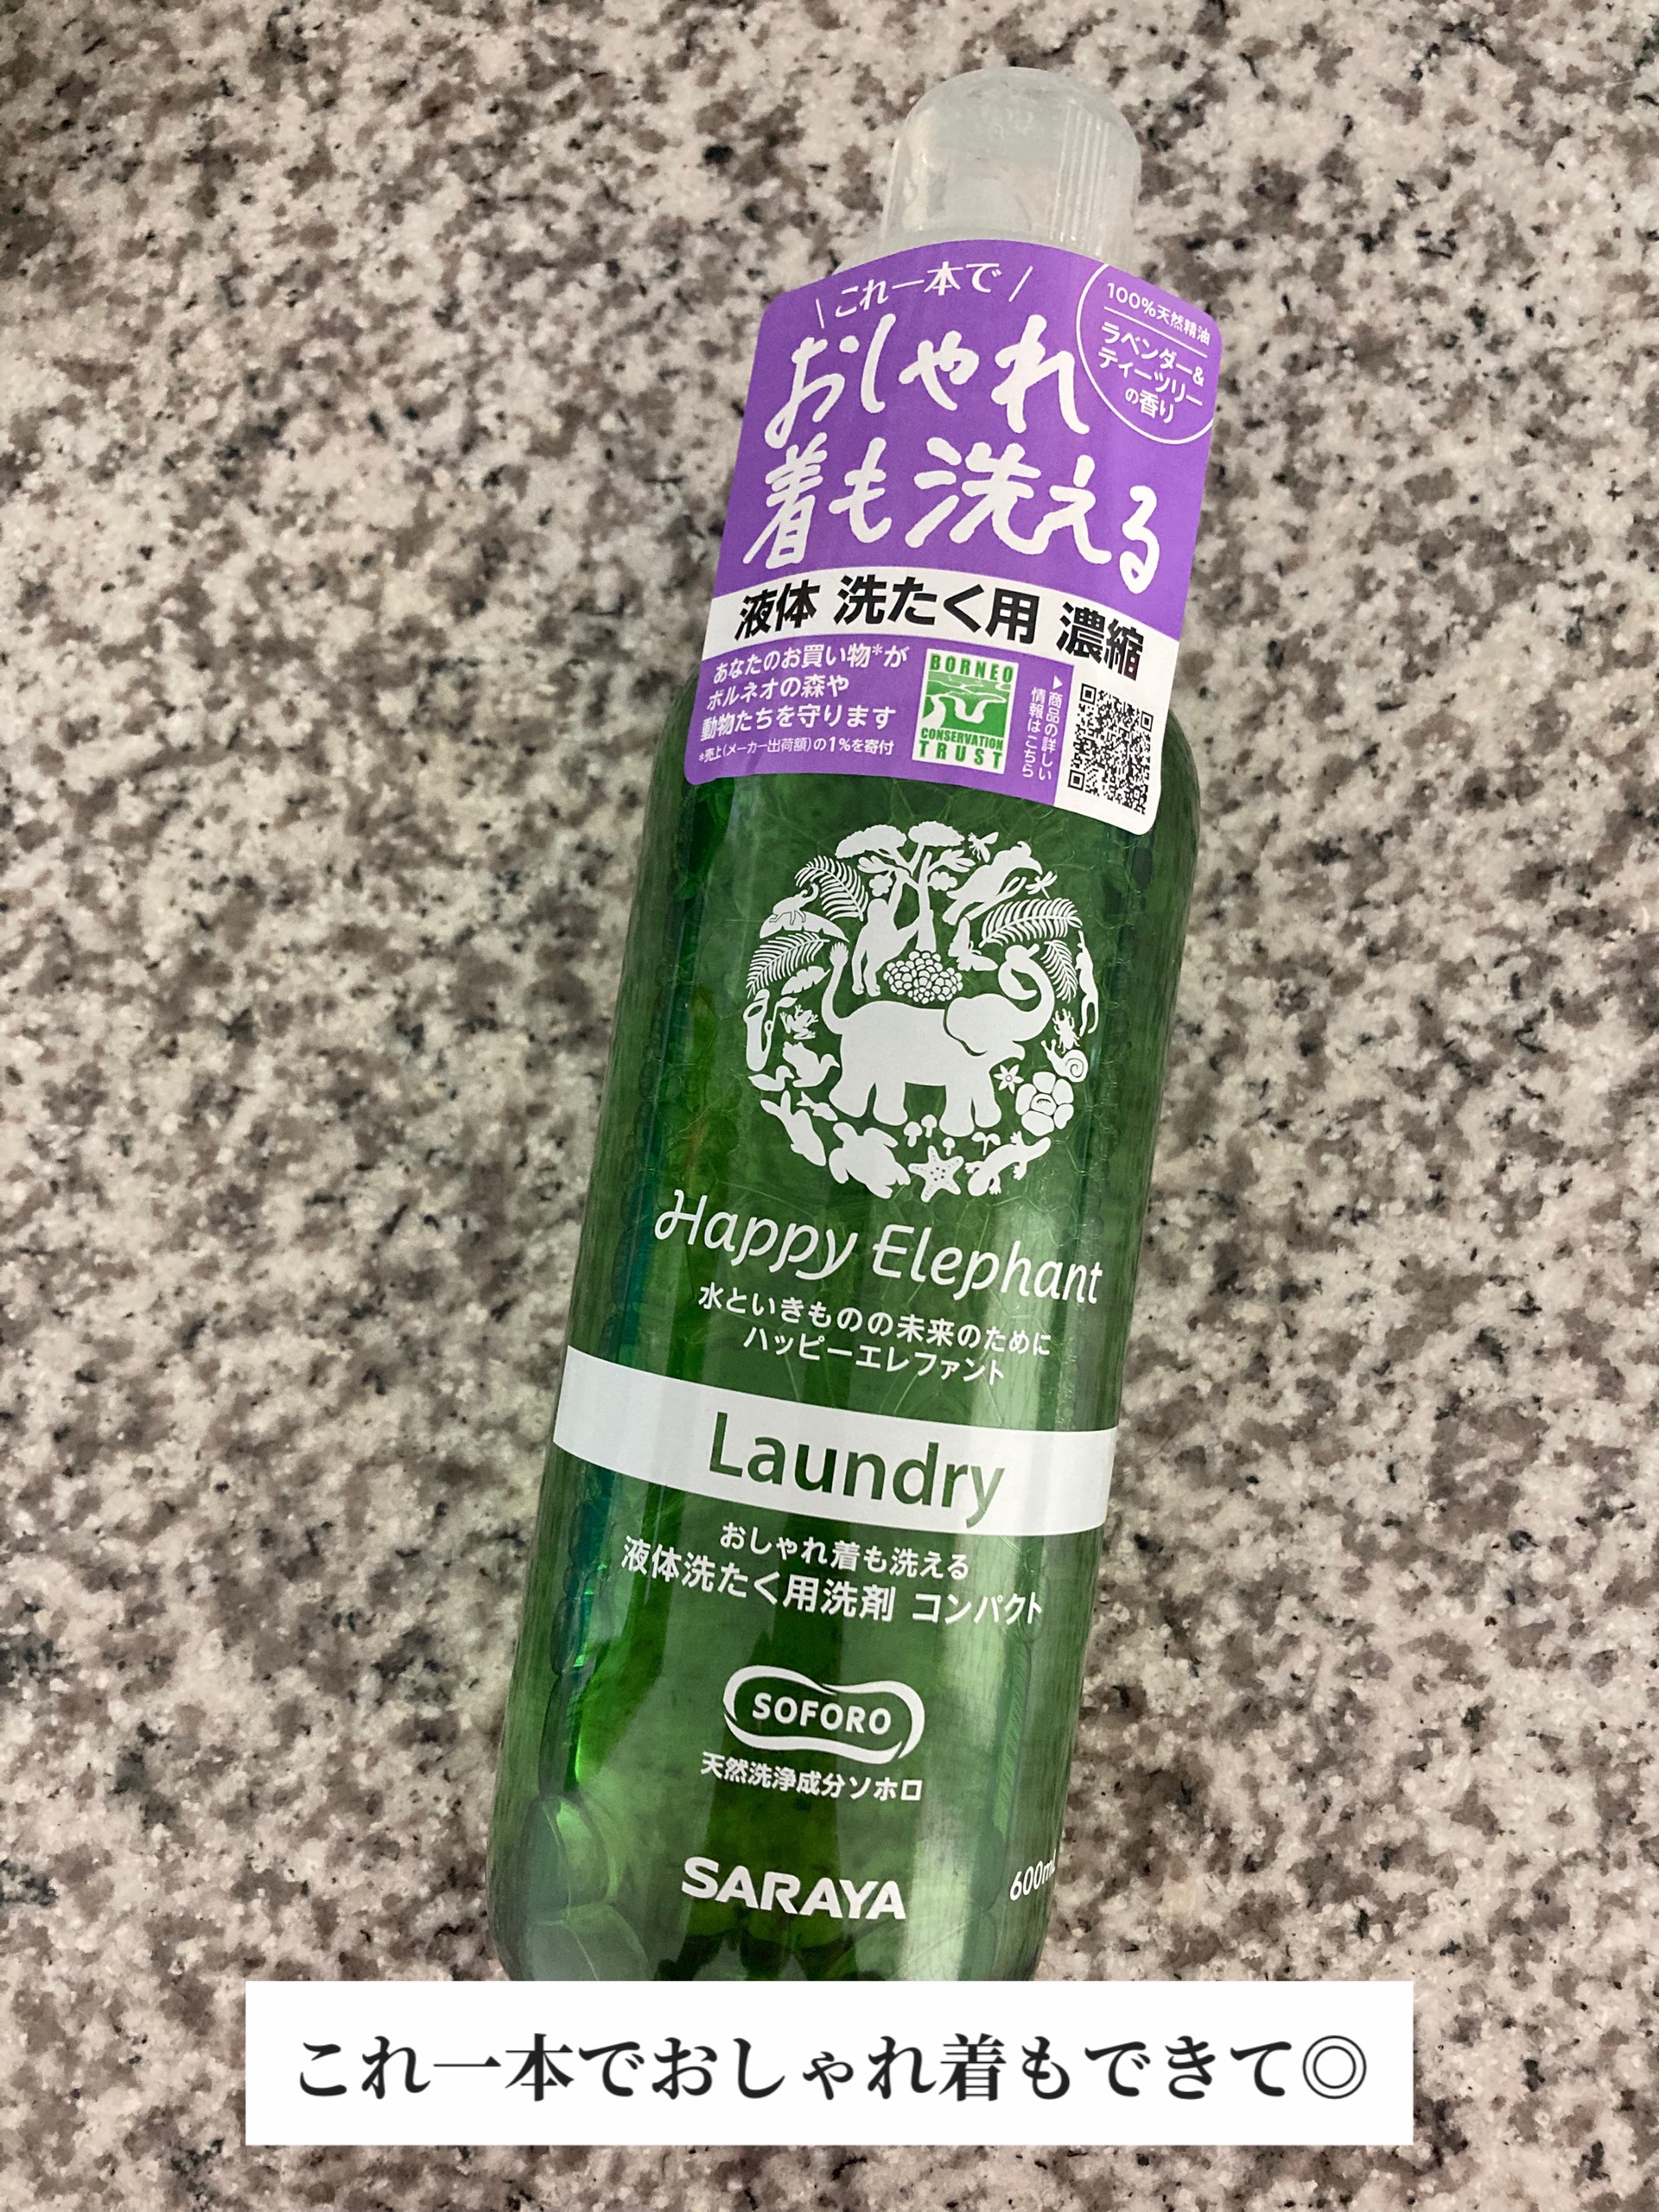 \ これ一本で /
おしゃれ
着も洗える
100%天然精油
ラベンダー&
ティーツリー
の香り
液体 洗たく用 濃縮
あなたのお買い物*が
ボルネオの森や
動物たちを守ります
*売上(メーカー出荷額)の1%を寄付
BORNEO
CONSERVATION
TRUST
▶商品の詳しい
情報はこちら
Happy Elephant
水といきものの未来のために
ハッピーエレファント
Laundry
おしゃれ着も洗える
液体洗たく用洗剤 コンパクト
SOFORO
天然洗浄成分ソホロ
SARAYA
600mL
これ一本でおしゃれ着もできて◎